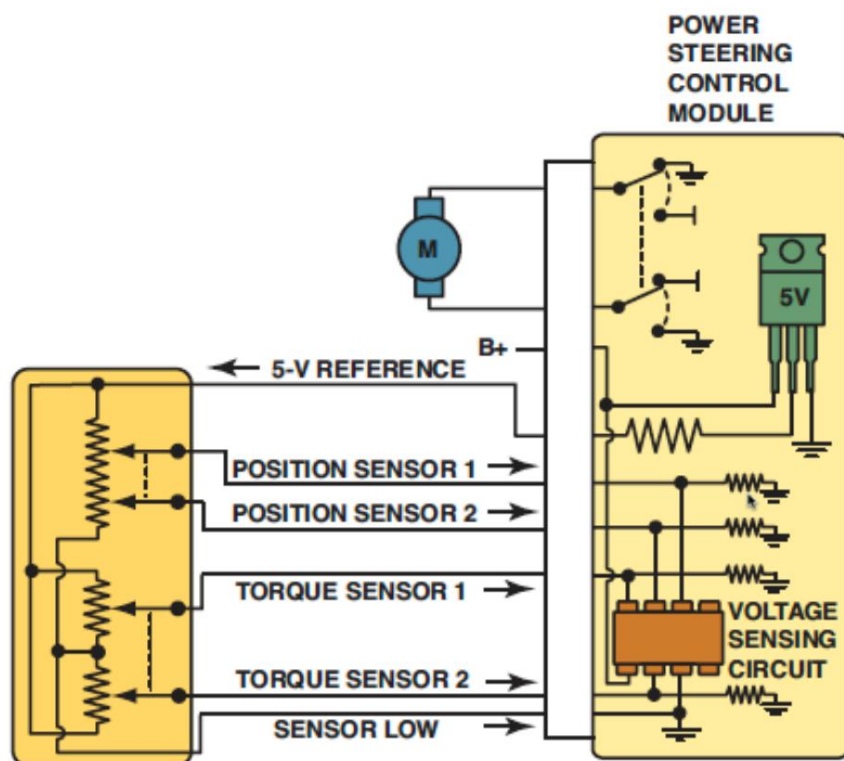 POWER
STEERING
CONTROL
MODULE
M
5V
B+
5-V REFERENCE
POSITION SENSOR 1
POSITION SENSOR 2
TORQUE SENSOR 1
VOLTAGE
SENSING
CIRCUIT
TORQUE SENSOR 2
SENSOR LOW